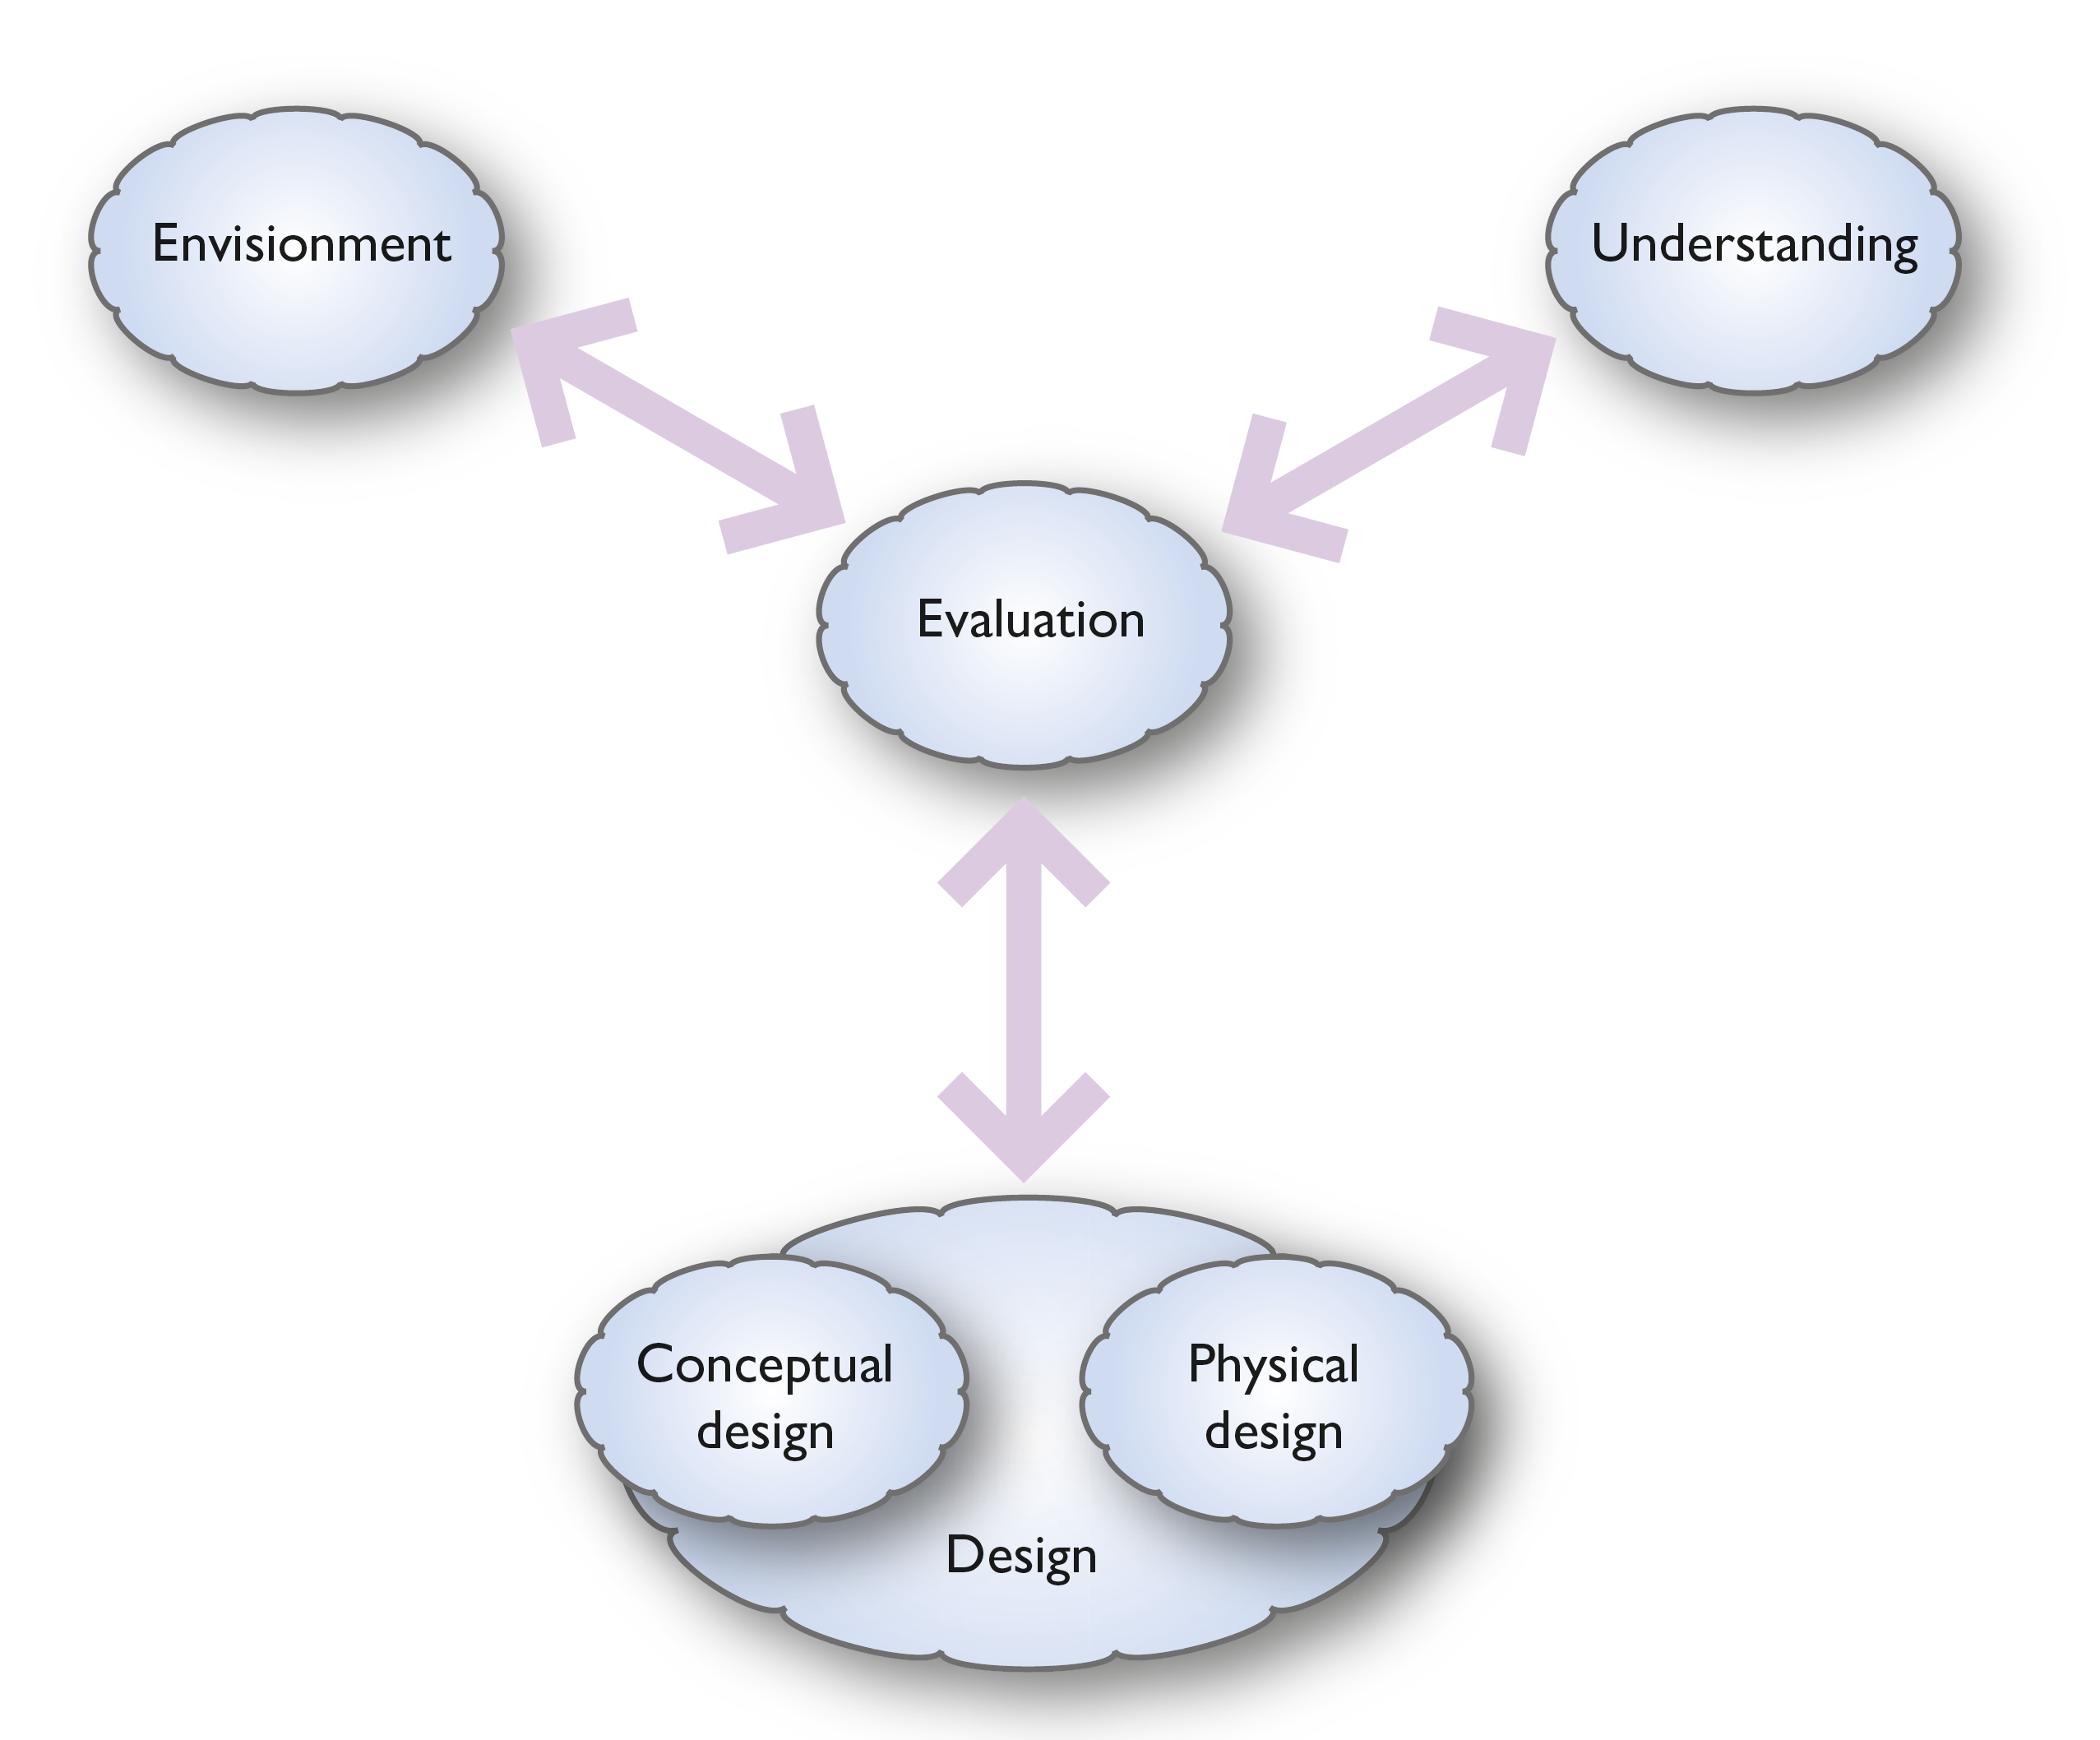 Envisionment
Understanding
Evaluation
Conceptual
design
Physical
design
Design